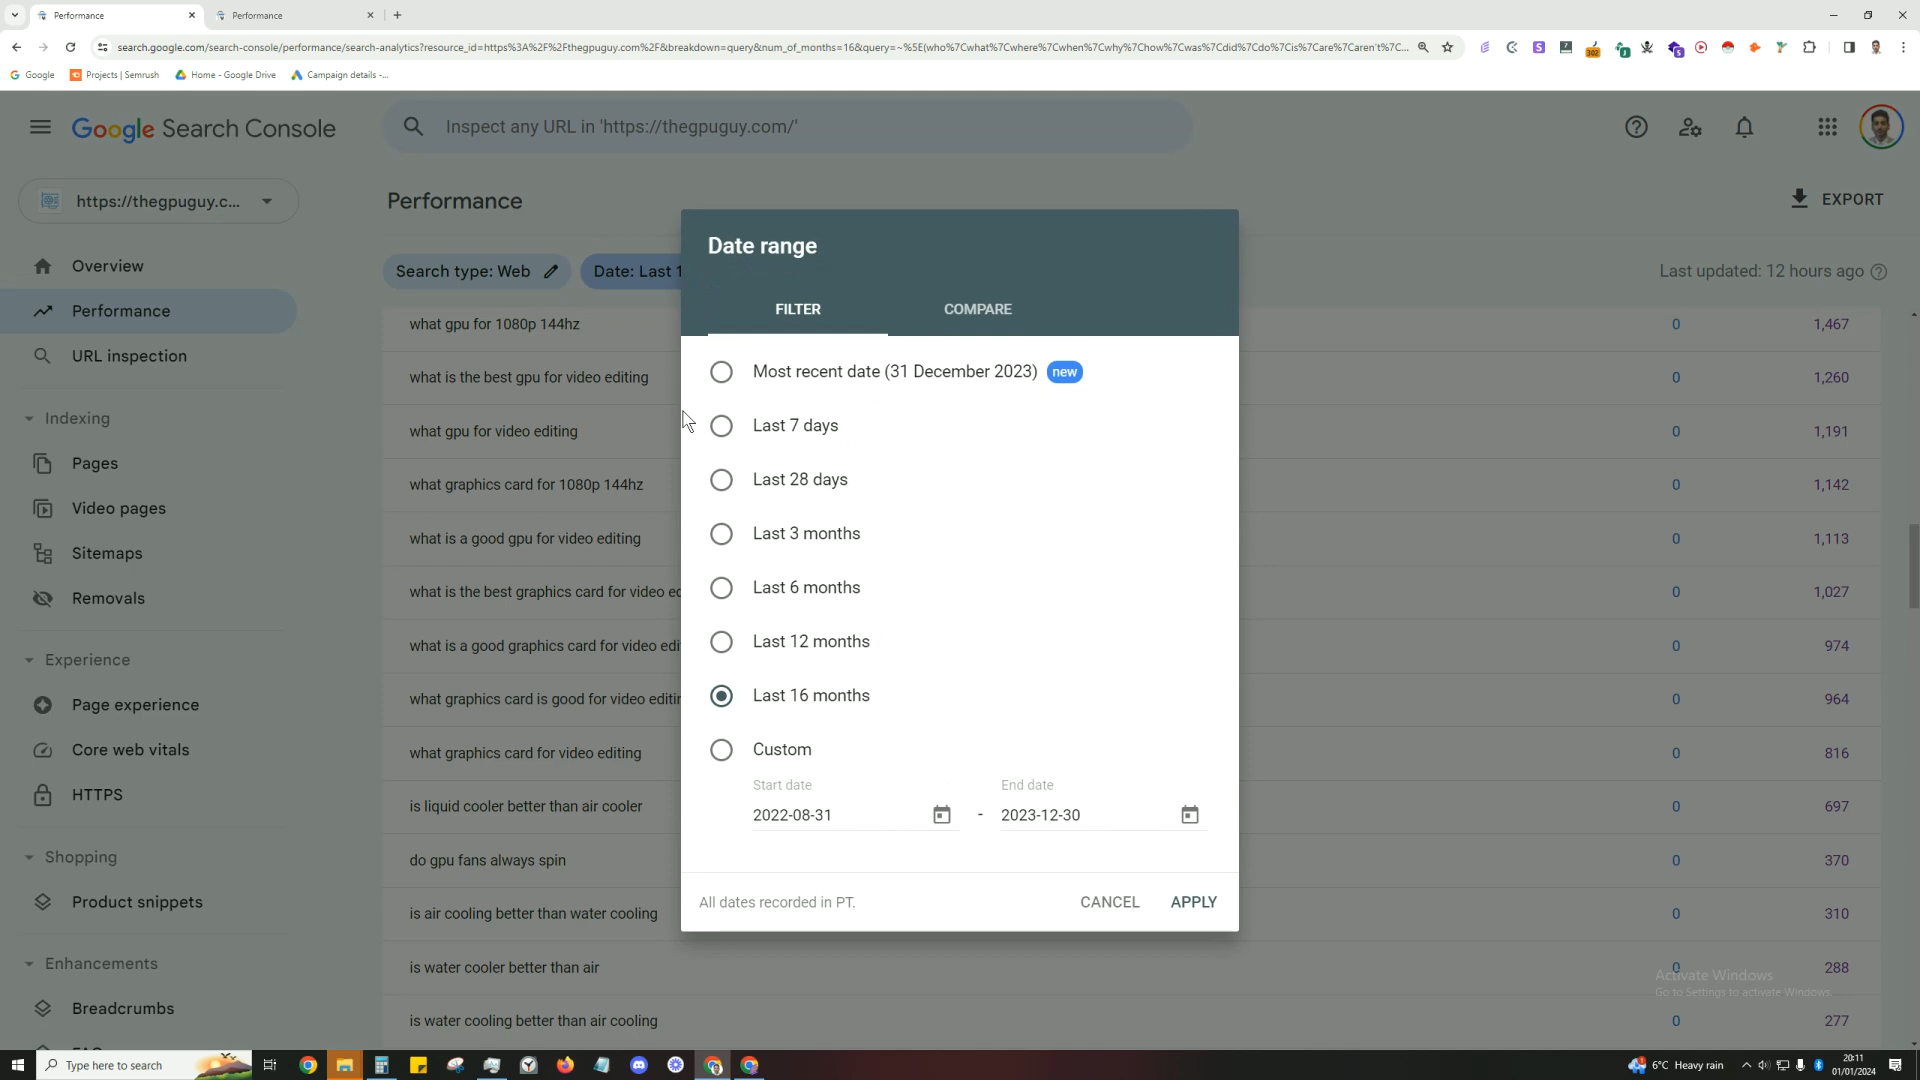 Performance
Performance
search.google.com/search-console/performance/search-analytics?resource_id=https%3A%2F%2Fthegpuguy.com%2F&breakdown=query&num_of_months=16&query=~%5E(who%7Cwhat%7Cwhere%7Cwhen%7Cwhy%7Chow%7Cwas%7Cdid%7Cdo%7Cis%7Care%7Caren't%7C...
Google
Projects | Semrush
Home - Google Drive
Campaign details -...
Google Search Console
Inspect any URL in 'https://thegpuguy.com/'
https://thegpuguy.c...
Performance
EXPORT
Overview
Performance
URL inspection
Indexing
Pages
Video pages
Sitemaps
Removals
Experience
Page experience
Core web vitals
HTTPS
Shopping
Product snippets
Enhancements
Breadcrumbs
Search type: Web
Date: Last 1
Last updated: 12 hours ago
what gpu for 1080p 144hz 0 1,467
what is the best gpu for video editing 0 1,260
what gpu for video editing 0 1,191
what graphics card for 1080p 144hz 0 1,142
what is a good gpu for video editing 0 1,113
what is the best graphics card for video ed 0 1,027
what is a good graphics card for video edi 0 974
what graphics card is good for video editi 0 964
what graphics card for video editing 0 816
is liquid cooler better than air cooler 0 697
do gpu fans always spin 0 370
is air cooling better than water cooling 0 310
is water cooler better than air 0 288
is water cooling better than air cooling 0 277
Date range
FILTER
COMPARE
Most recent date (31 December 2023) new
Last 7 days
Last 28 days
Last 3 months
Last 6 months
Last 12 months
Last 16 months
Custom
Start date
2022-08-31
-
End date
2023-12-30
All dates recorded in PT.
CANCEL
APPLY
Activate Windows
Go to Settings to activate Windows.
Type here to search
6°C Heavy rain
20:11
01/01/2024